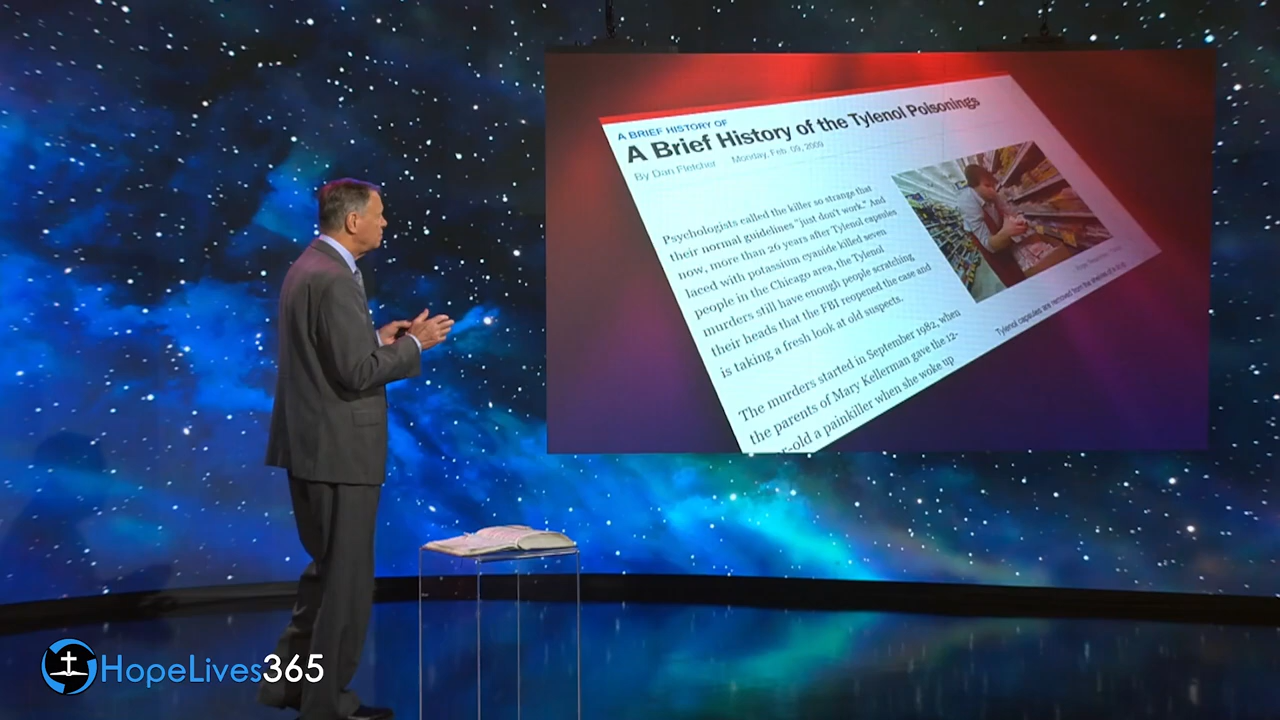 A BRIEF HISTORY OF
A Brief History of the Tylenol Poisonings
By Dan Fletcher Monday, Feb. 09, 2009
Psychologists called the killer so strange that
their normal guidelines "just don't work." And
now, more than 26 years after Tylenol capsules
laced with potassium cyanide killed seven
people in the Chicago area, the Tylenol
murders still have enough people scratching
their heads that the FBI reopened the case and
is taking a fresh look at old suspects.
The murders started in September 1982, when
the parents of Mary Kellerman gave the 12-
-old a painkiller when she woke up
Tylenol capsules are removed from the shelves of
HopeLives365